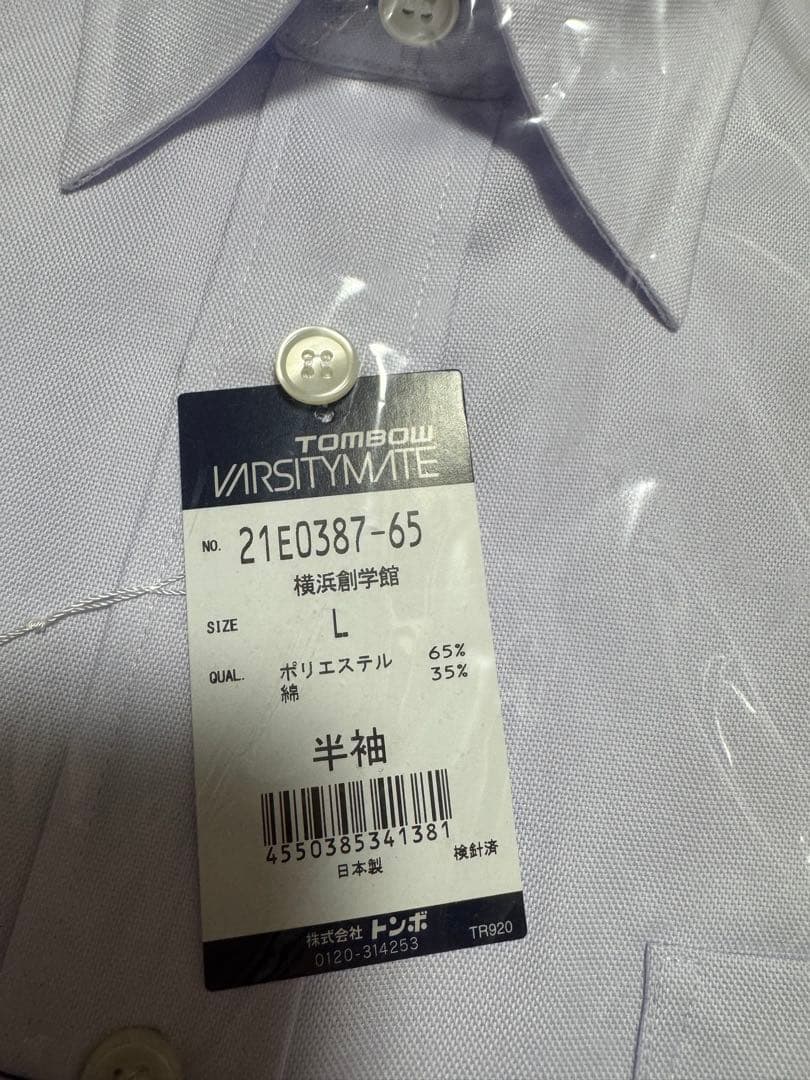 TOMBOW
VARSITYMATE
NO. 21E0387-65
横浜創学館
SIZE L
QUAL. ポリエステル 65%
綿 35%
半袖
4550385341381
日本製 検針済
株式会社 トンボ
0120-314253 TR920